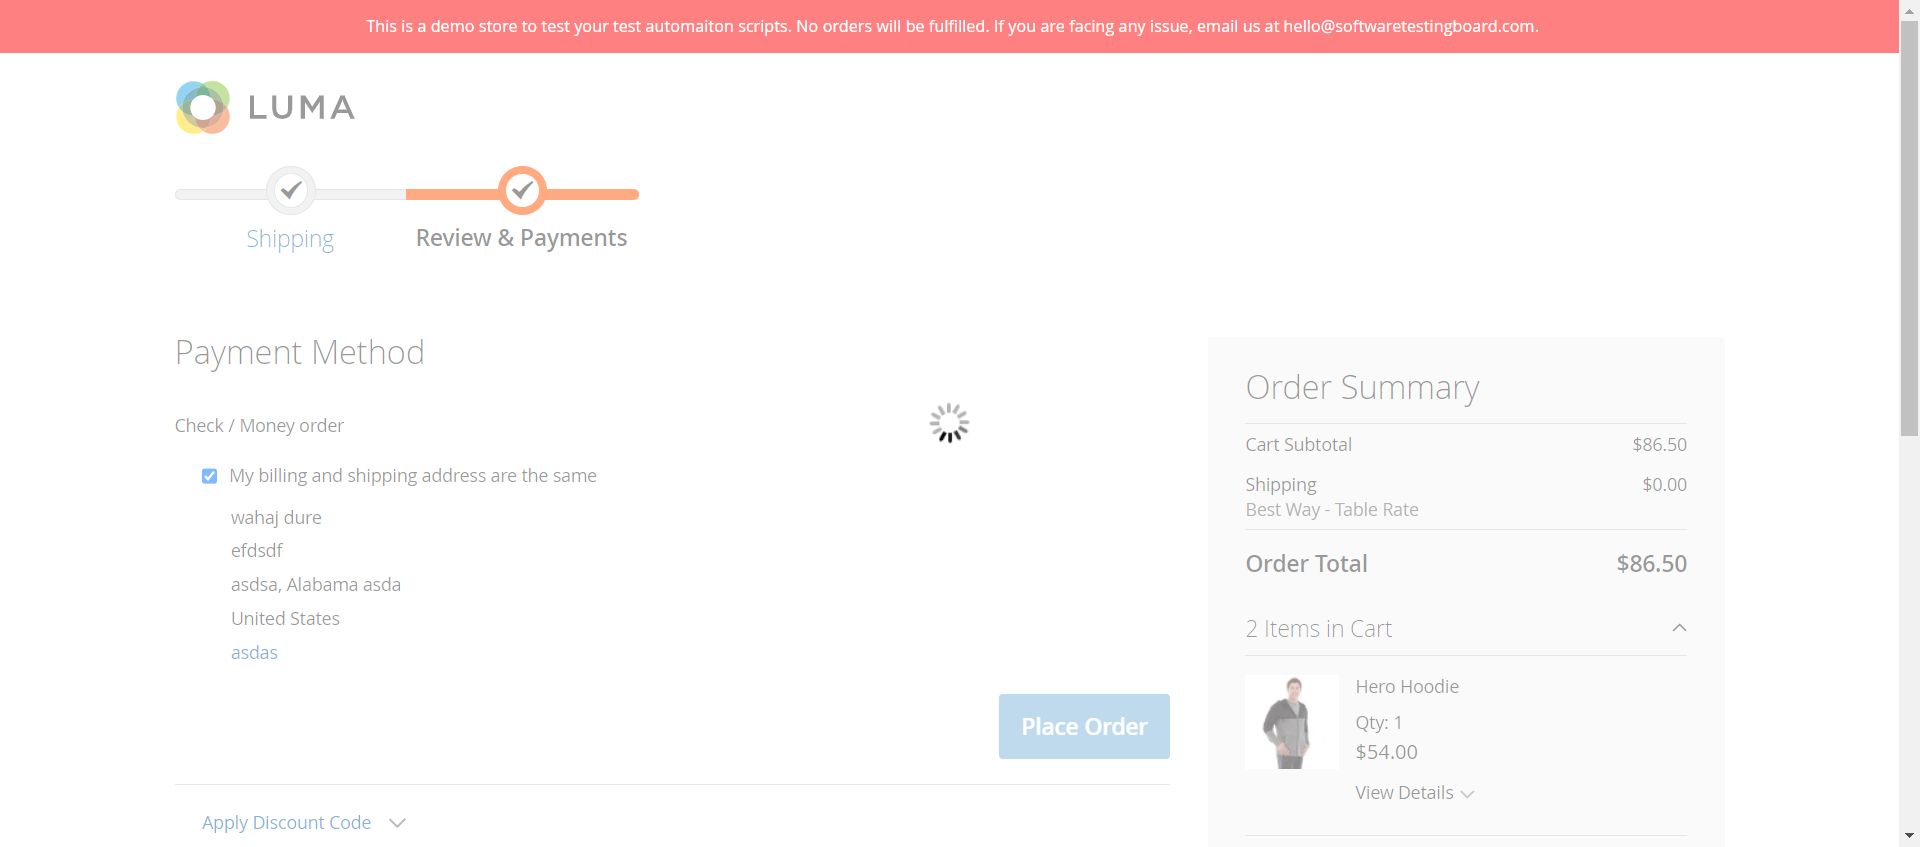 This is a demo store to test your test automaiton scripts. No orders will be fulfilled. If you are facing any issue, email us at hello@softwaretestingboard.com.
LUMA
Shipping
Review & Payments
Payment Method
Check / Money order
My billing and shipping address are the same
wahaj dure
efdsdf
asdsa, Alabama asda
United States
asdas
Place Order
Apply Discount Code
Order Summary
Cart Subtotal $86.50
Shipping $0.00
Best Way - Table Rate
Order Total $86.50
2 Items in Cart
Hero Hoodie
Qty: 1
$54.00
View Details